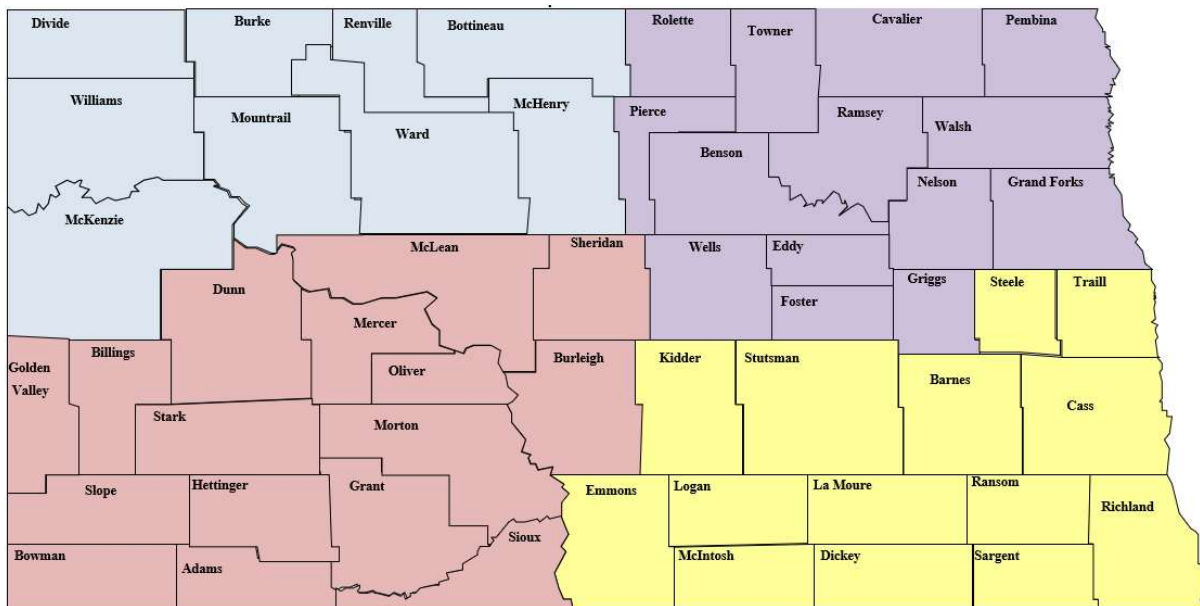 Divide
Burke
Renville
Bottineau
Rolette
Towner
Cavalier
Pembina
Williams
Mountrail
Ward
McHenry
Pierce
Benson
Ramsey
Walsh
McKenzie
Nelson
Grand Forks
Dunn
McLean
Sheridan
Wells
Eddy
Foster
Griggs
Steele
Traill
Golden
Valley
Billings
Mercer
Oliver
Burleigh
Kidder
Stutsman
Barnes
Cass
Stark
Morton
Slope
Hettinger
Grant
Emmons
Logan
La Moure
Ransom
Richland
Bowman
Adams
Sioux
McIntosh
Dickey
Sargent